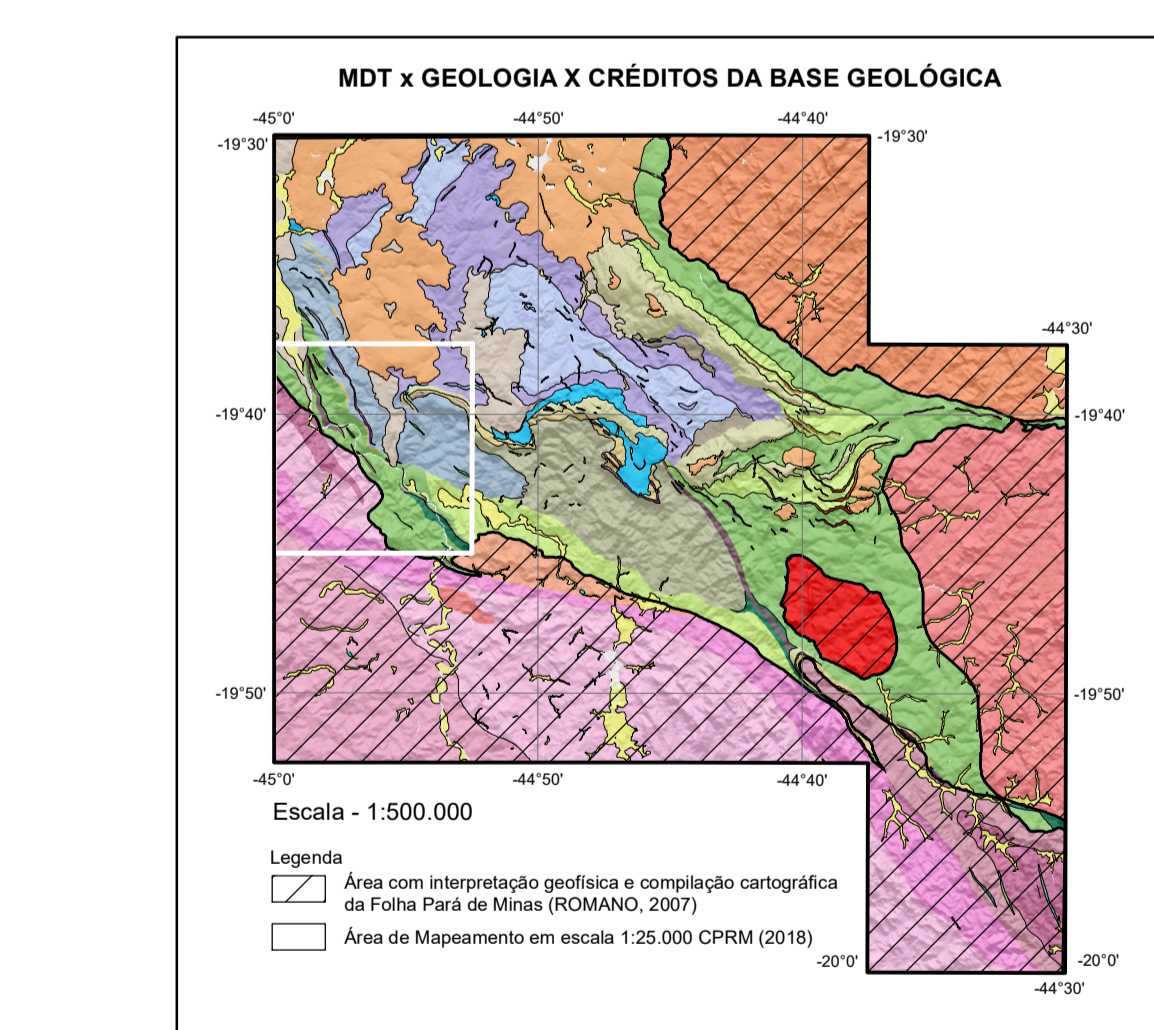 MDT x GEOLOGIA X CRÉDITOS DA BASE GEOLÓGICA
-45°0' -44°50' -44°40'
-19°30' -19°30'
-44°30'
-19°40' -19°40'
-19°50' -19°50'
-45°0' -44°50' -44°40'
Escala - 1:500.000
Legenda
Área com interpretação geofísica e compilação cartográfica
da Folha Pará de Minas (ROMANO, 2007)
Área de Mapeamento em escala 1:25.000 CPRM (2018)
-20°0' -20°0'
-44°30'